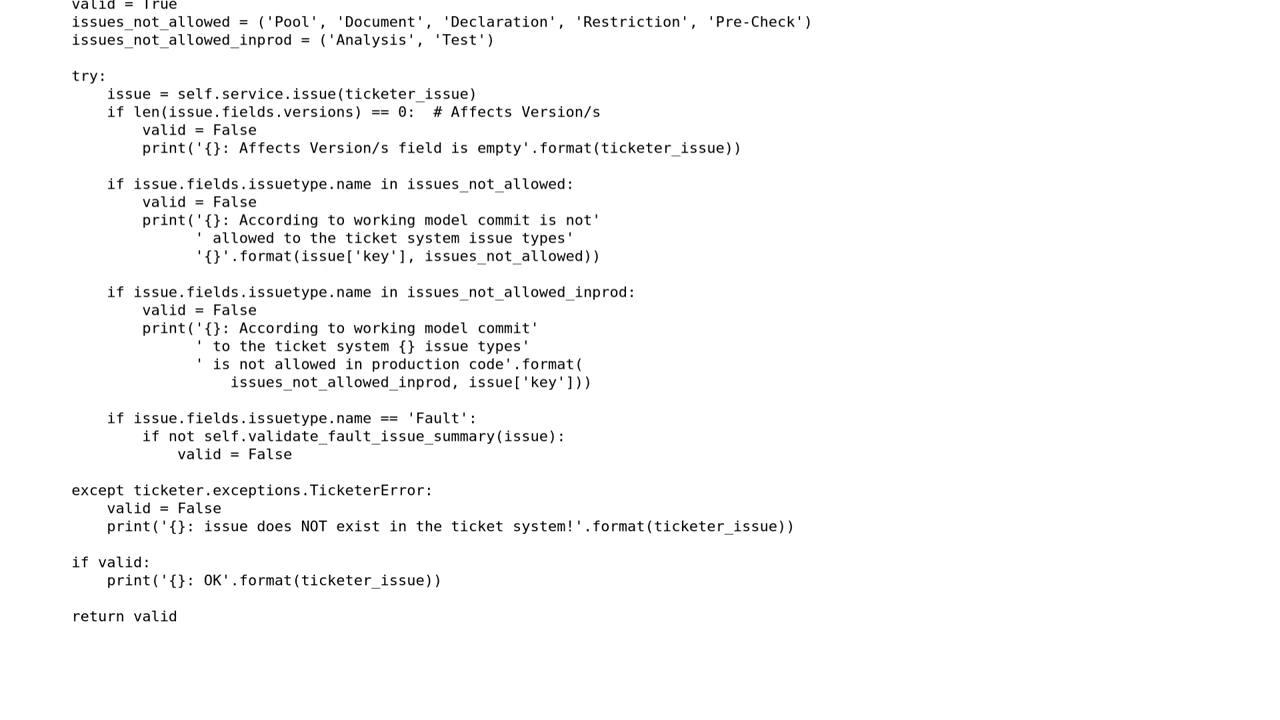 valid = True
issues_not_allowed = ('Pool', 'Document', 'Declaration', 'Restriction', 'Pre-Check')
issues_not_allowed_inprod = ('Analysis', 'Test')
try:
issue = self.service.issue(ticketer_issue)
if len(issue.fields.versions) == 0:  # Affects Version/s
valid = False
print('{}: Affects Version/s field is empty'.format(ticketer_issue))
if issue.fields.issuetype.name in issues_not_allowed:
valid = False
print('{}: According to working model commit is not'
' allowed to the ticket system issue types'
'{}'.format(issue['key'], issues_not_allowed))
if issue.fields.issuetype.name in issues_not_allowed_inprod:
valid = False
print('{}: According to working model commit'
' to the ticket system {} issue types'
' is not allowed in production code'.format(
issues_not_allowed_inprod, issue['key']))
if issue.fields.issuetype.name == 'Fault':
if not self.validate_fault_issue_summary(issue):
valid = False
except ticketer.exceptions.TicketerError:
valid = False
print('{}: issue does NOT exist in the ticket system!'.format(ticketer_issue))
if valid:
print('{}: OK'.format(ticketer_issue))
return valid